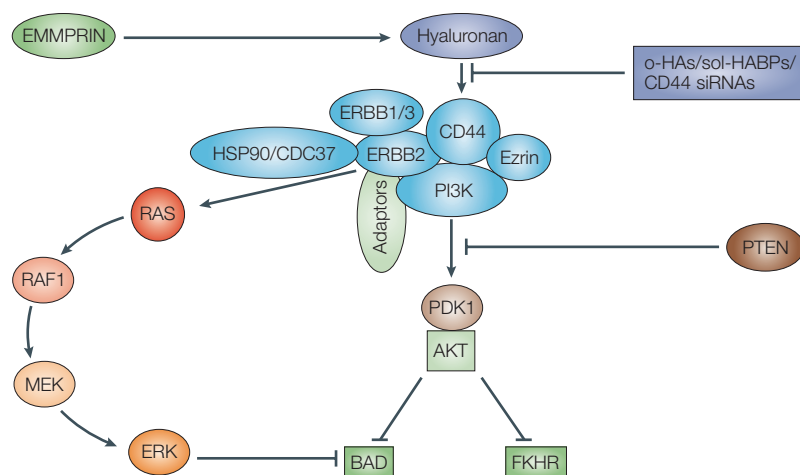 EMMPRIN
Hyaluronan
o-HAs/sol-HABPs/
CD44 siRNAs
ERBB1/3
CD44
HSP90/CDC37
ERBB2
Ezrin
PI3K
Adaptors
RAS
PTEN
RAF1
PDK1
AKT
MEK
ERK
BAD
FKHR